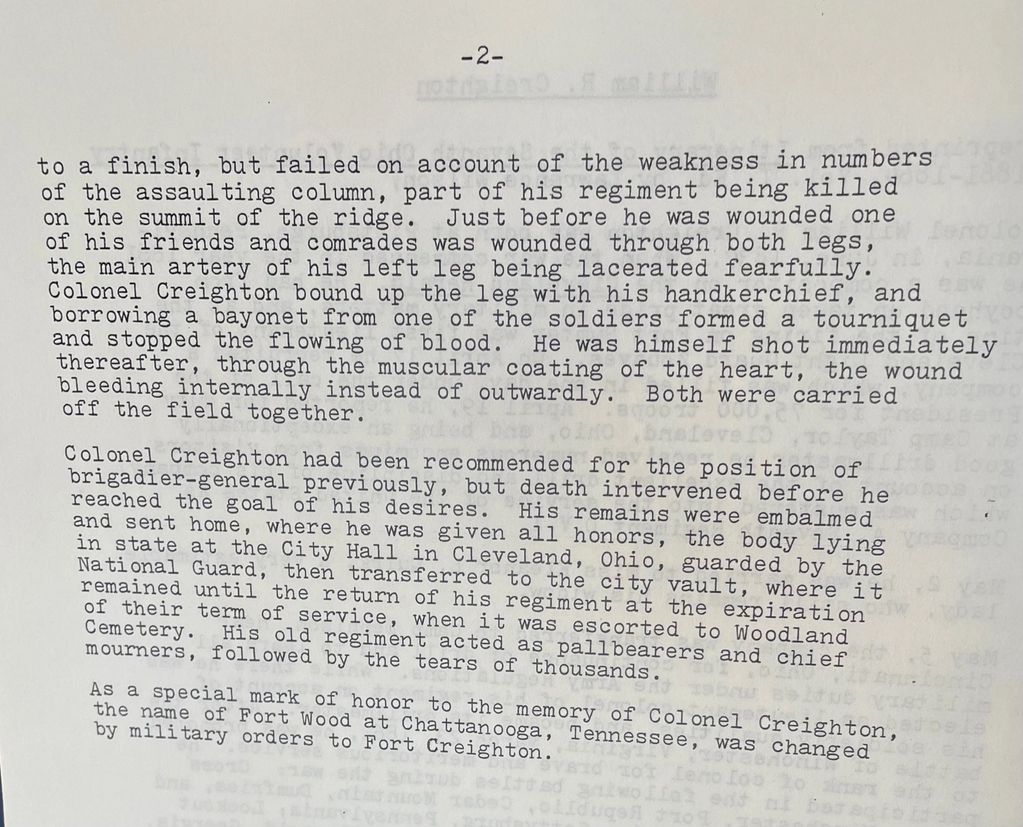 -2-
to a finish, but failed on account of the weakness in numbers
of the assaulting column, part of his regiment being killed
on the summit of the ridge. Just before he was wounded one
of his friends and comrades was wounded through both legs,
the main artery of his left leg being lacerated fearfully.
Colonel Creighton bound up the leg with his handkerchief, and
borrowing a bayonet from one of the soldiers formed a tourniquet
and stopped the flowing of blood. He was himself shot immediately
thereafter, through the muscular coating of the heart, the wound
bleeding internally instead of outwardly. Both were carried
off the field together.
Colonel Creighton had been recommended for the position of
brigadier-general previously, but death intervened before he
reached the goal of his desires. His remains were embalmed
and sent home, where he was given all honors, the body lying
in state at the City Hall in Cleveland, Ohio, guarded by the
National Guard, then transferred to the city vault, where it
remained until the return of his regiment at the expiration
of their term of service, when it was escorted to Woodland
Cemetery. His old regiment acted as pallbearers and chief
mourners, followed by the tears of thousands.
As a special mark of honor to the memory of Colonel Creighton,
the name of Fort Wood at Chattanooga, Tennessee, was changed
by military orders to Fort Creighton.